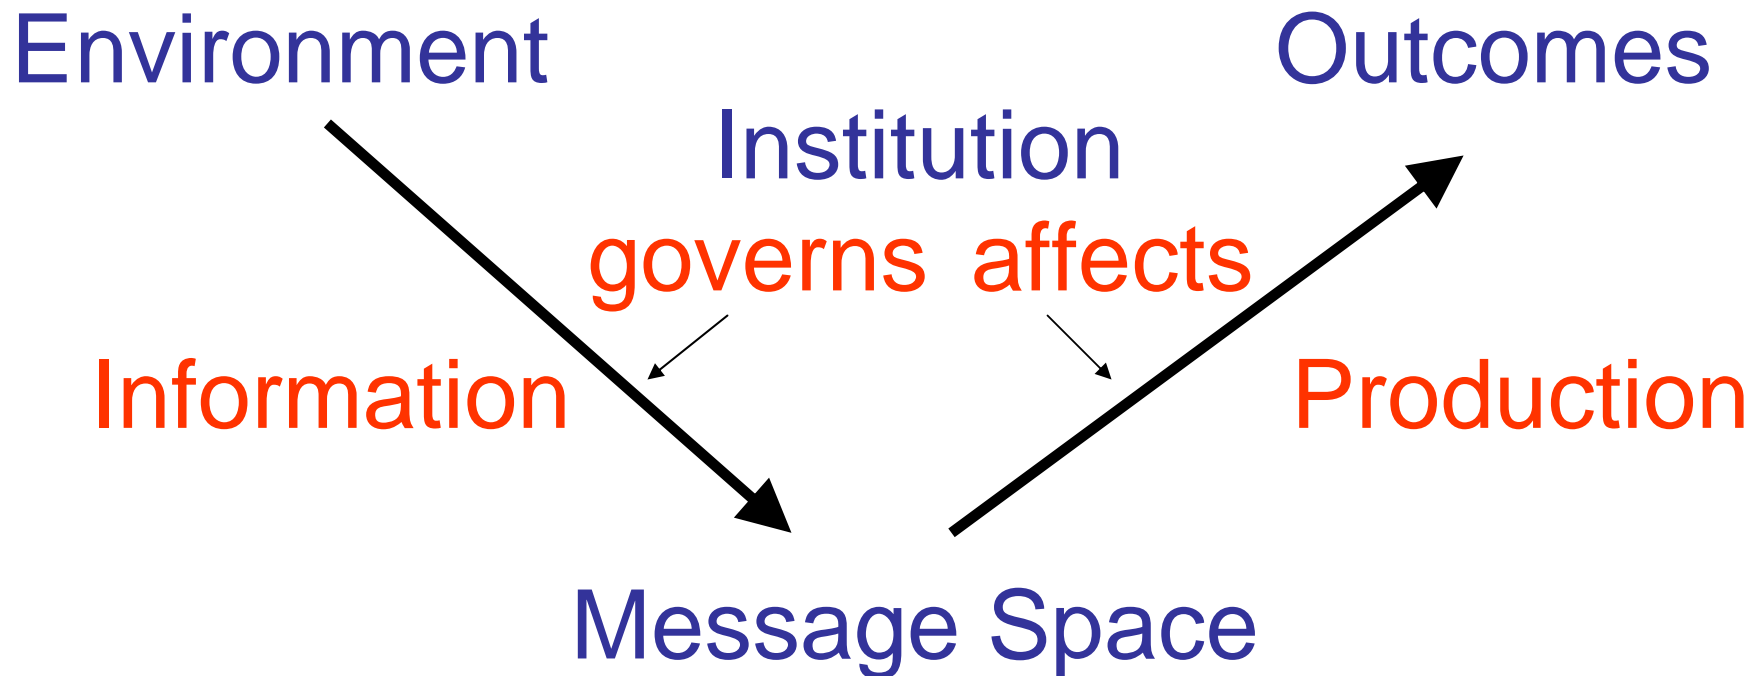 Environment
Outcomes
Institution
governs affects
Information
Production
Message Space